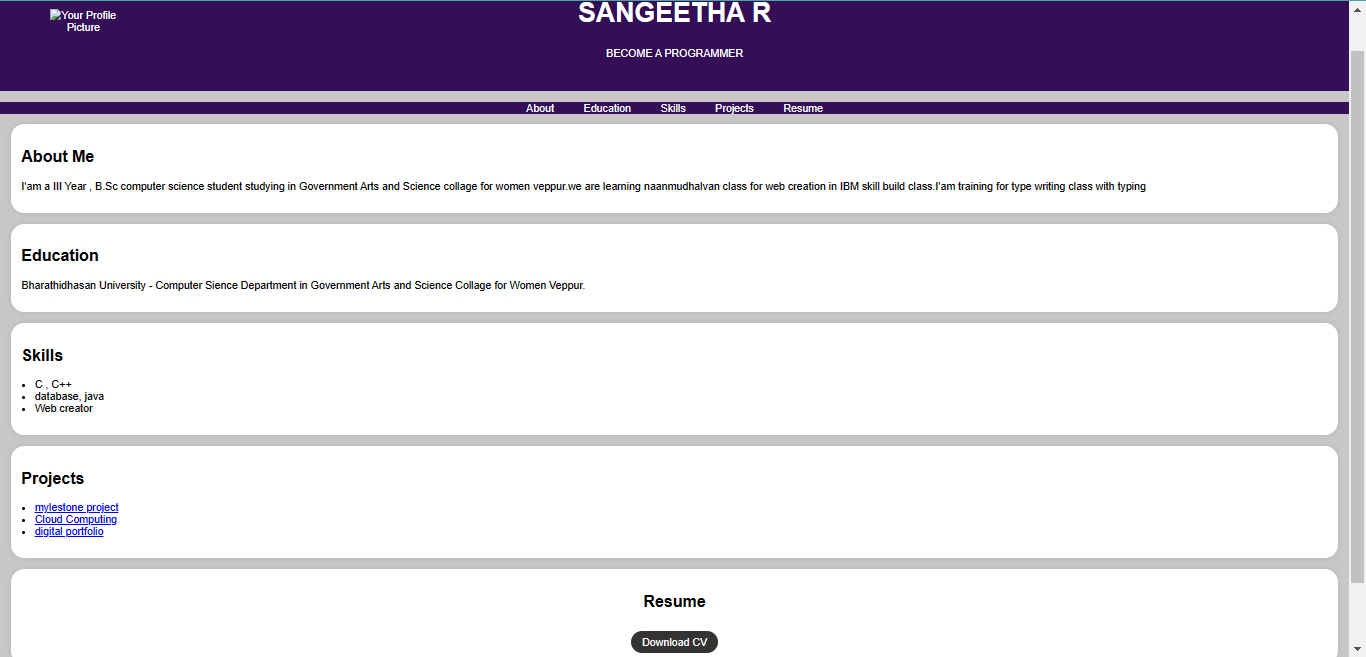 Your Profile
Picture
SANGEETHA R
BECOME A PROGRAMMER
About Education Skills Projects Resume
About Me
I'am a III Year , B.Sc computer science student studying in Government Arts and Science collage for women veppur.we are learning naanmudhalvan class for web creation in IBM skill build class.I'am training for type writing class with typing
Education
Bharathidhasan University - Computer Sience Department in Government Arts and Science Collage for Women Veppur.
Skills
C , C++
database, java
Web creator
Projects
mylestone project
Cloud Computing
digital portfolio
Resume
Download CV